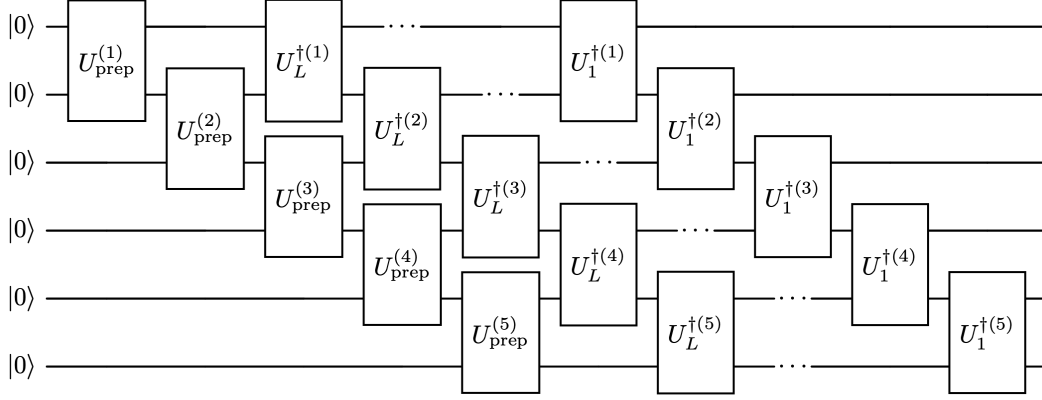 |0⟩ U_prep^(1) U_L^†(1) ··· U_1^†(1)
|0⟩ U_prep^(2) U_L^†(2) ··· U_1^†(2)
|0⟩ U_prep^(3) U_L^†(3) ··· U_1^†(3)
|0⟩ U_prep^(4) U_L^†(4) ··· U_1^†(4)
|0⟩ U_prep^(5) U_L^†(5) ··· U_1^†(5)
|0⟩ ···